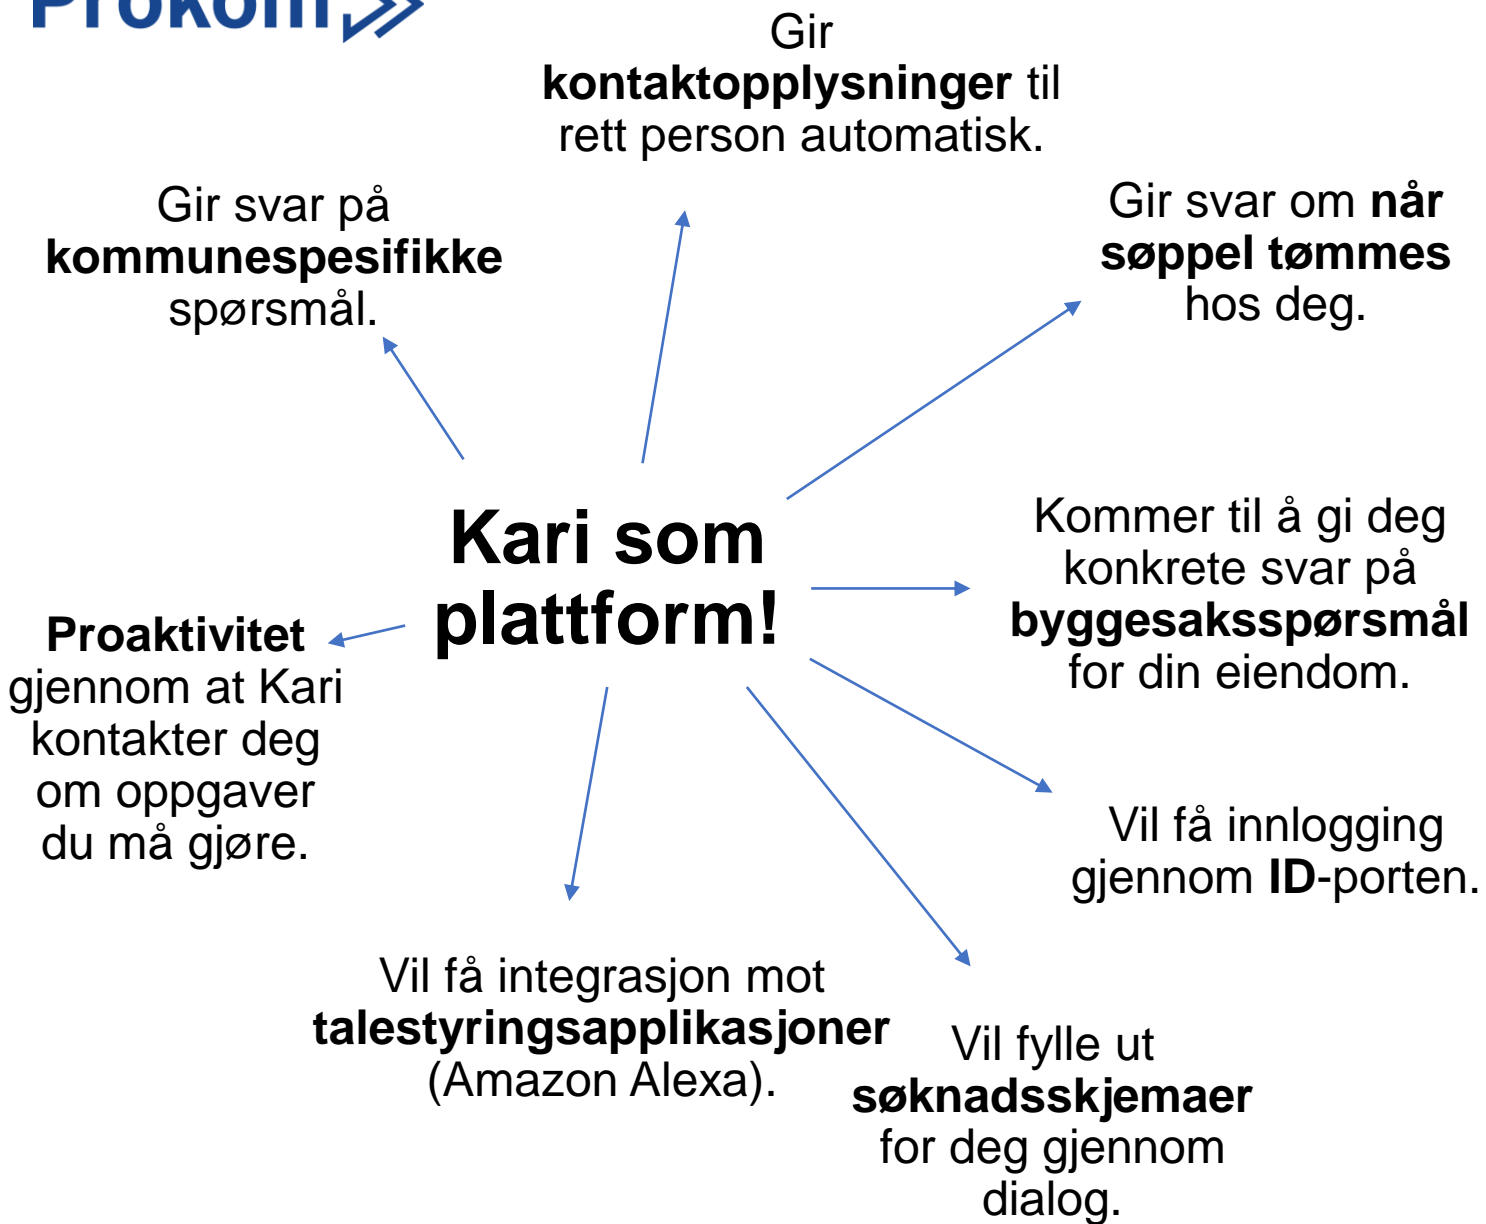 Prokom
Gir
kontaktopplysninger til
rett person automatisk.
Gir svar på
kommunespesifikke
spørsmål.
Gir svar om når
søppel tømmes
hos deg.
Kari som
plattform!
Kommer til å gi deg
konkrete svar på
byggesaksspørsmål
for din eiendom.
Proaktivitet
gjennom at Kari
kontakter deg
om oppgaver
du må gjøre.
Vil få innlogging
gjennom ID-porten.
Vil få integrasjon mot
talestyringsapplikasjoner
(Amazon Alexa).
Vil fylle ut
søknadsskjemaer
for deg gjennom
dialog.